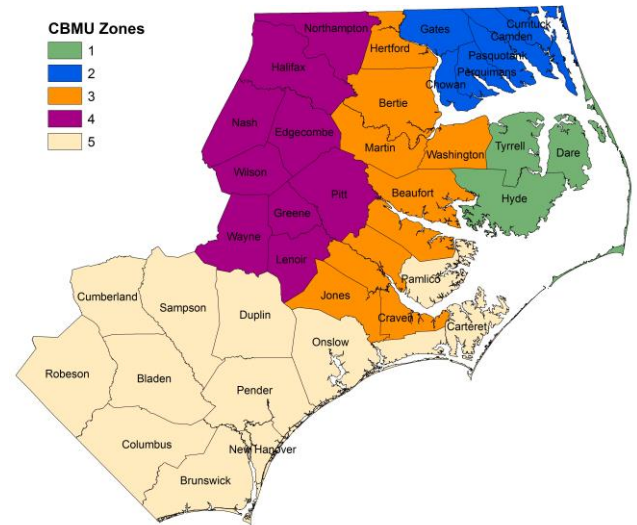 CBMU Zones
1
2
3
4
5
Northampton
Hertford
Gates
Currituck
Camden
Pasquotank
Perquimans
Chowan
Halifax
Bertie
Nash
Edgecombe
Martin
Washington
Tyrrell
Dare
Wilson
Pitt
Beaufort
Hyde
Greene
Wayne
Lenoir
Pamlico
Cumberland
Sampson
Duplin
Jones
Craven
Carteret
Onslow
Robeson
Bladen
Pender
Columbus
New Hanover
Brunswick